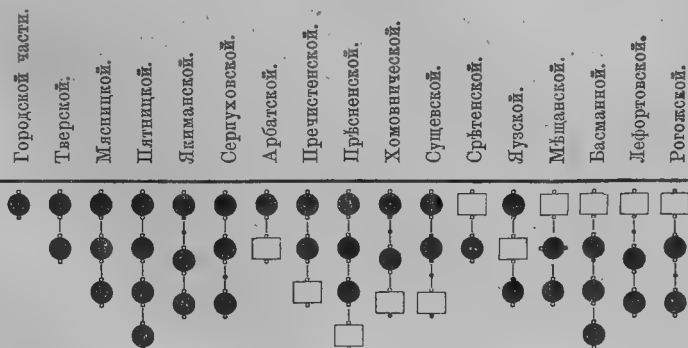 Городской части.
Тверской.
Мясницкой.
Пятницкой.
Якиманской.
Серпуховской.
Арбатской.
Пречистенской.
Прѣсненской.
Хомовнической.
Сущевской.
Срѣтенской.
Яузской.
Мѣщанской.
Басманной.
Лефортовской.
Рогожской.